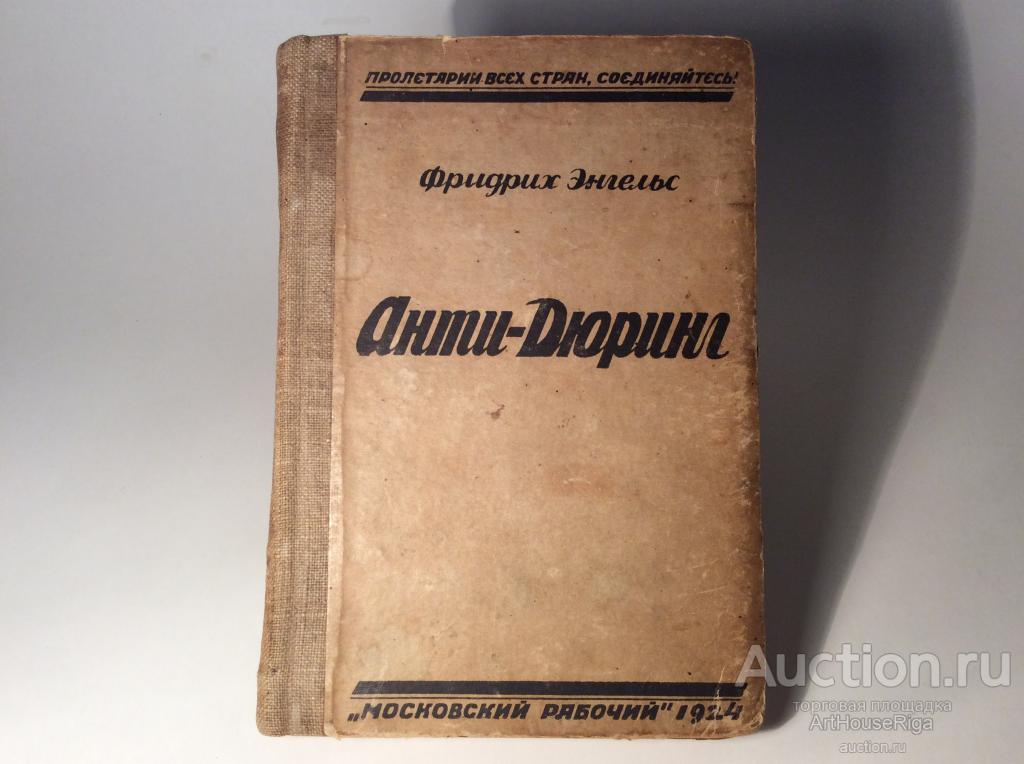 ПРОЛЕТАРИИ ВСЕХ СТРАН, СОЕДИНЯЙТЕСЬ!
Фридрих Энгельс
Анти-Дюринг
„МОСКОВСКИЙ РАБОЧИЙ" 1924
Auction.ru
торговая площадка
ArtHouseRiga
auction.ru